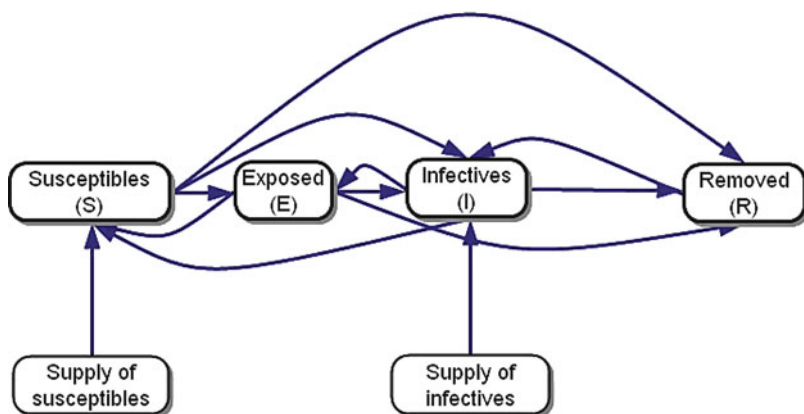 Susceptibles
(S)
Exposed
(E)
Infectives
(I)
Removed
(R)
Supply of
susceptibles
Supply of
infectives